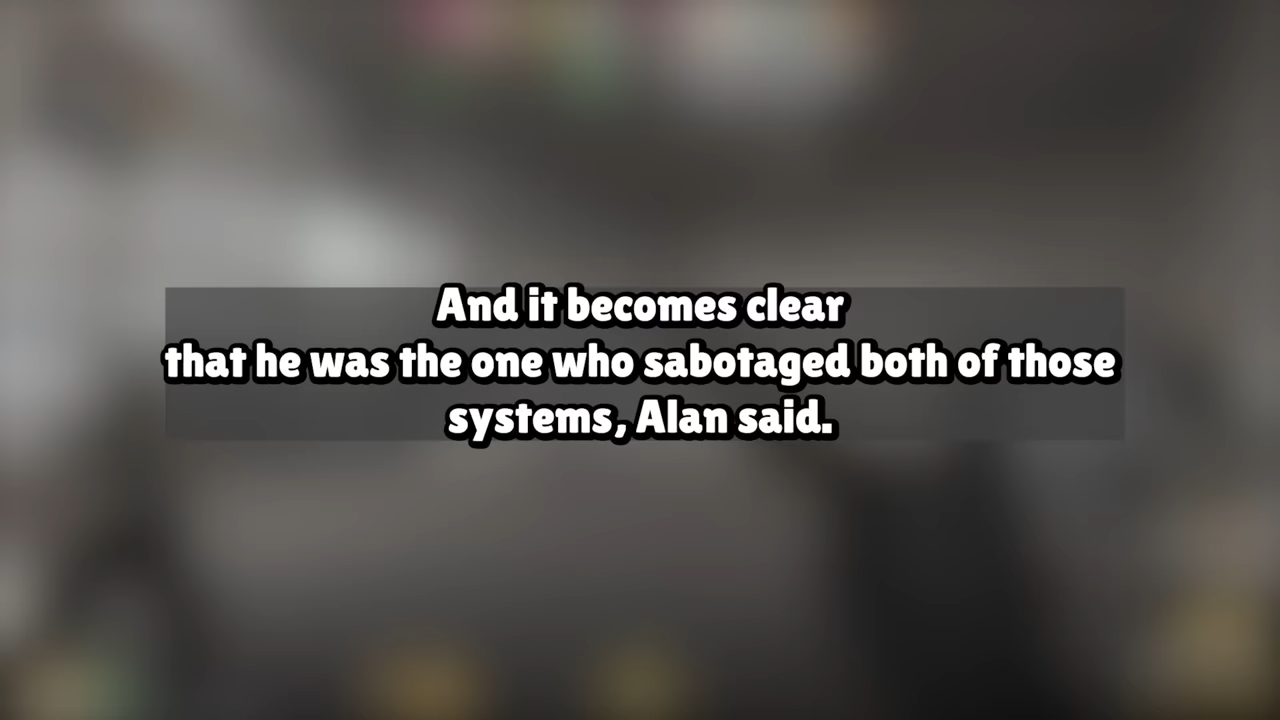 And it becomes clear
that he was the one who sabotaged both of those
systems, Alan said.